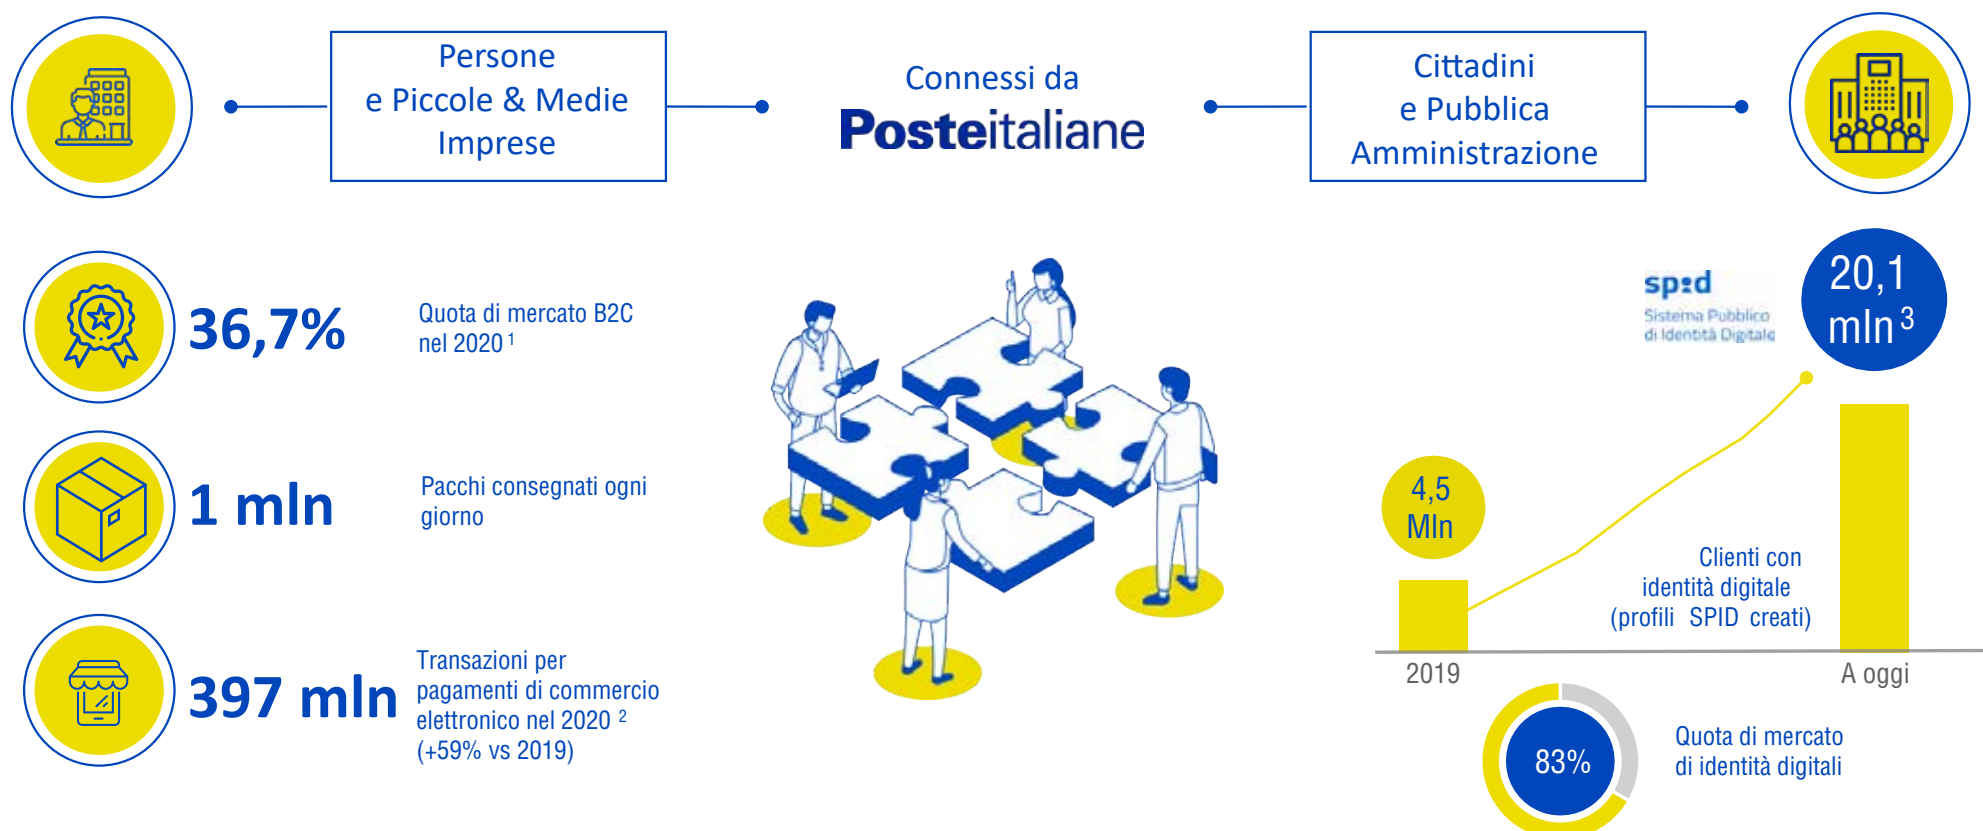 Persone
e Piccole & Medie
Imprese
Connessi da
Posteitaliane
Cittadini
e Pubblica
Amministrazione
36,7%
Quota di mercato B2C
nel 2020 1
1 mln
Pacchi consegnati ogni
giorno
397 mln
Transazioni per
pagamenti di commercio
elettronico nel 2020 2
(+59% vs 2019)
spid
Sistema Pubblico
di Identità Digitale
20,1
mln 3
4,5
Mln
Clienti con
identità digitale
(profili SPID creati)
2019
A oggi
83%
Quota di mercato
di identità digitali